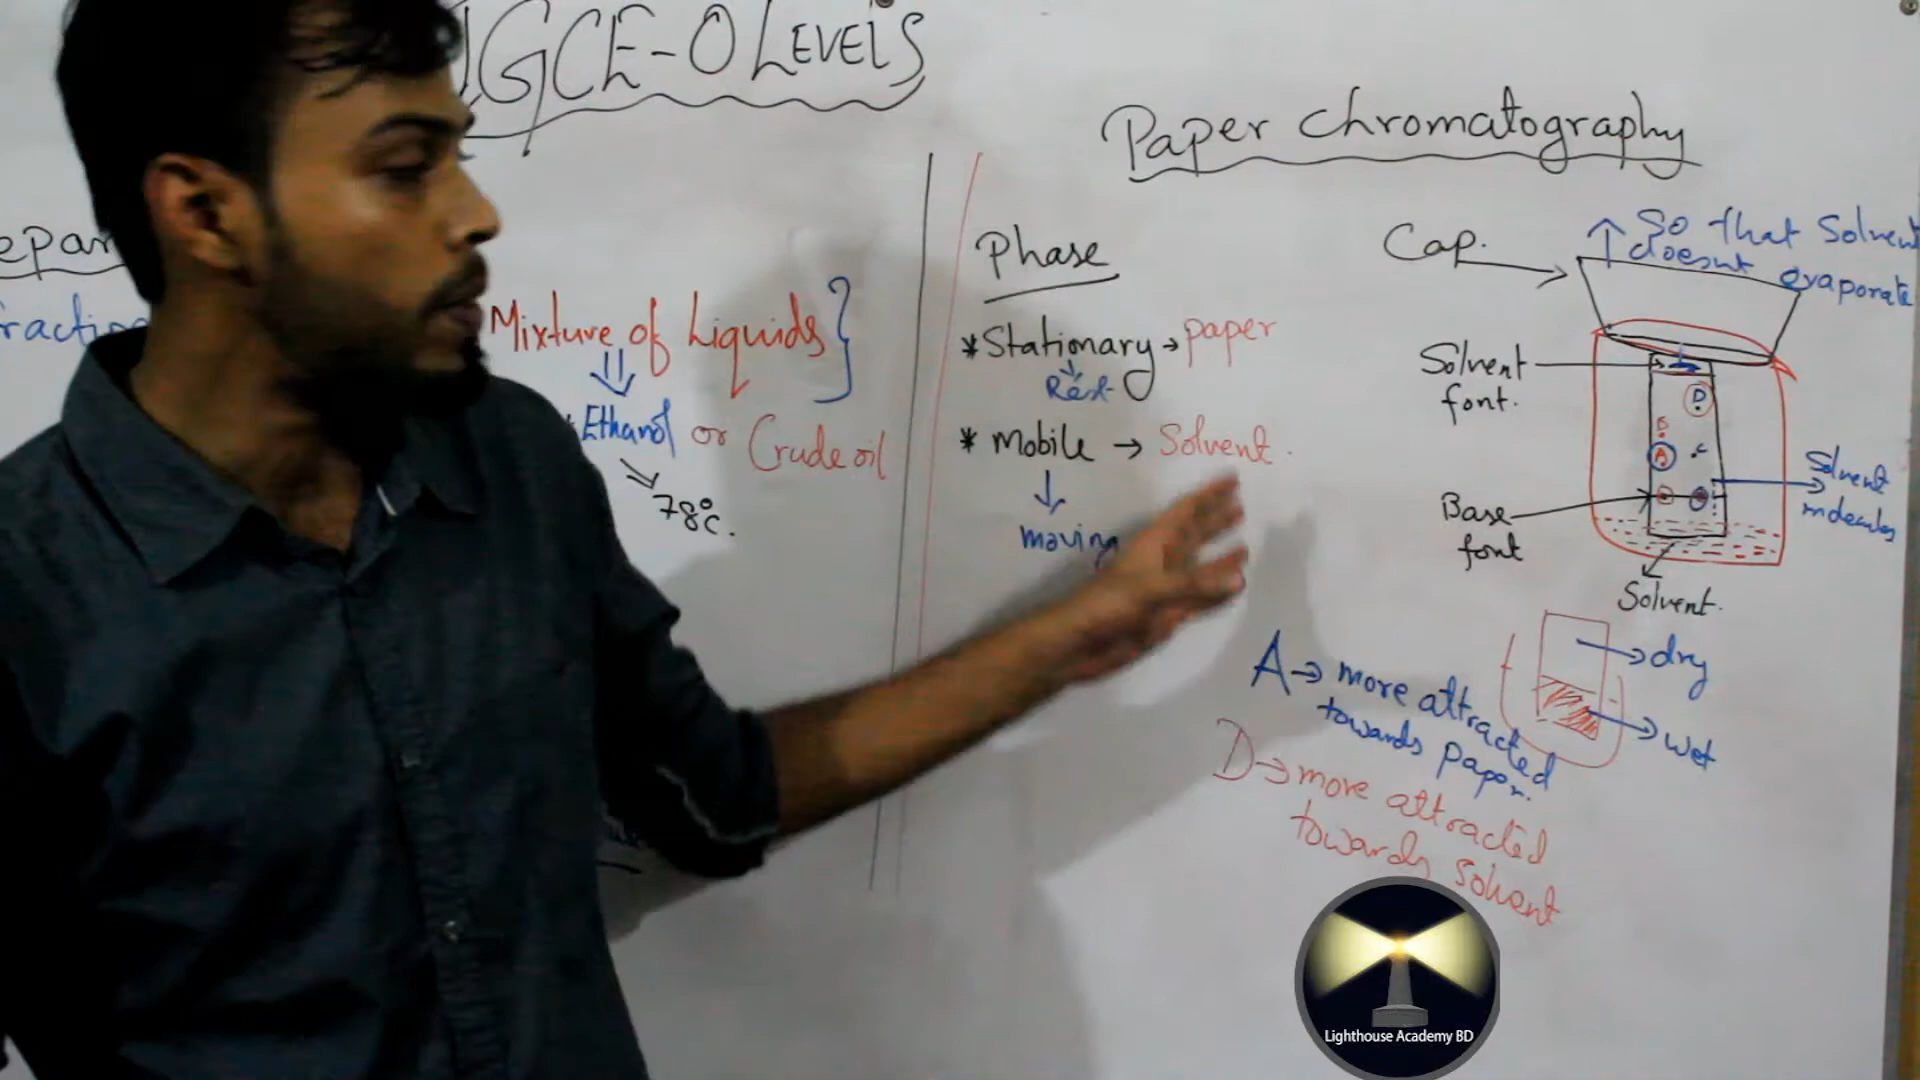 IGCE-O LEVELS
Mixture of Liquids }
Ethanol or Crude oil
78°C.
Paper Chromatography
Phase
* Stationary → paper
Rest
* Mobile → Solvent.
moving
Cap.
So that Solvent
doesnt evaporate
Solvent
font.
D
B
A
C
Base
font
Solvent
molecules
Solvent.
dry
wet
A → more attracted
towards paper.
D → more attracted
towards solvent
Lighthouse Academy BD